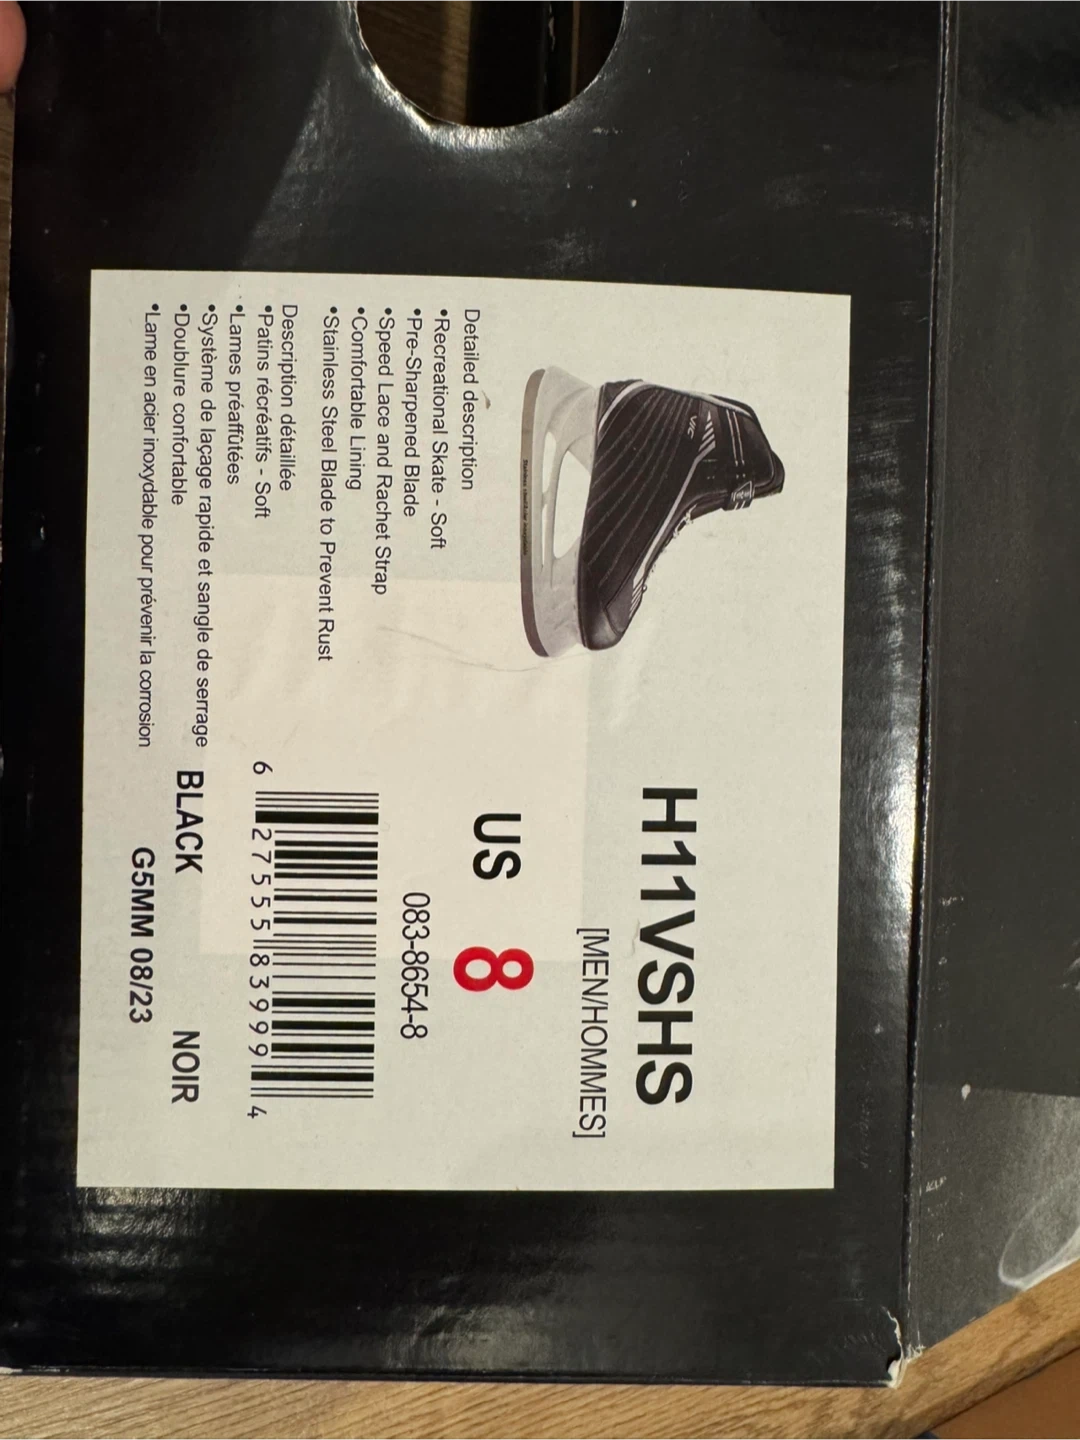 H11VSHS
[MEN/HOMMES]
US 8
083-8654-8
6 27555 83999 4
BLACK NOIR
G5MM 08/23
VIC
Detailed description
•Recreational Skate - Soft
•Pre-Sharpened Blade
•Speed Lace and Rachet Strap
•Comfortable Lining
•Stainless Steel Blade to Prevent Rust
Description détaillée
•Patins récréatifs - Soft
•Lames préaffûtées
•Système de laçage rapide et sangle de serrage
•Doublure confortable
•Lame en acier inoxydable pour prévenir la corrosion